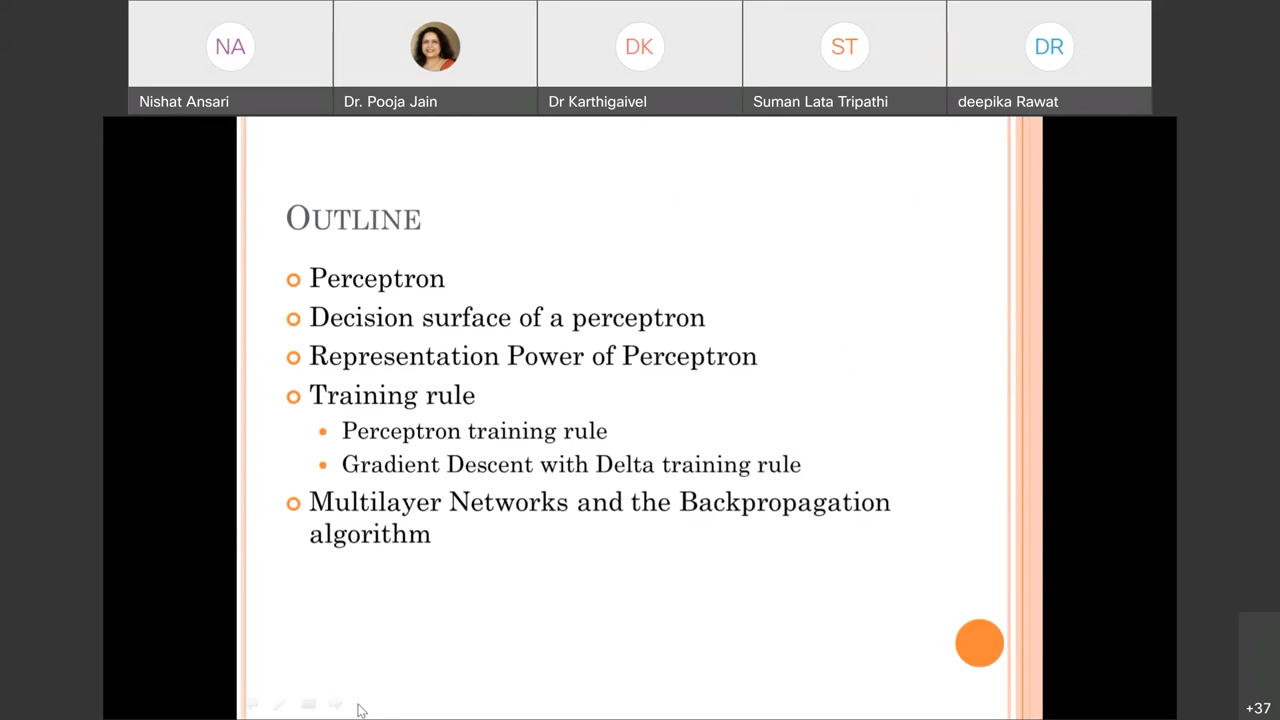 NA
DK
ST
DR
Nishat Ansari
Dr. Pooja Jain
Dr Karthigaivel
Suman Lata Tripathi
deepika Rawat
OUTLINE
Perceptron
Decision surface of a perceptron
Representation Power of Perceptron
Training rule
Perceptron training rule
Gradient Descent with Delta training rule
Multilayer Networks and the Backpropagation
algorithm
+37